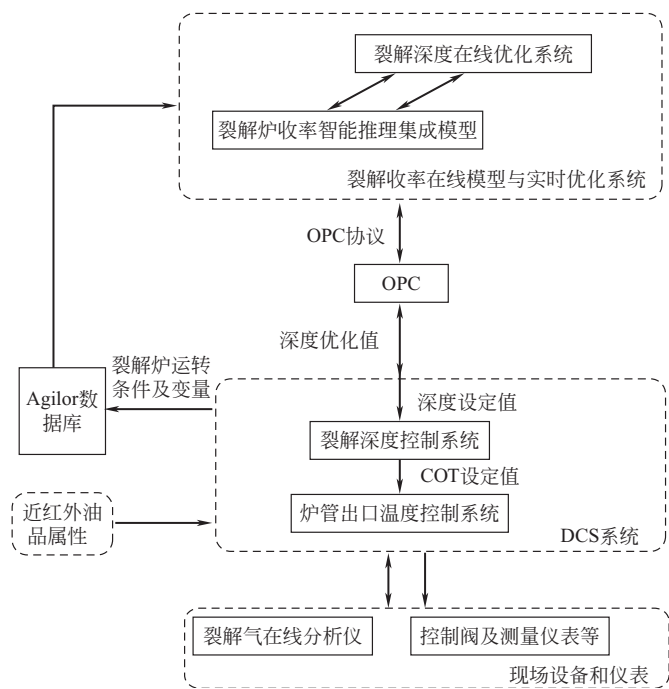 裂解深度在线优化系统
裂解炉收率智能推理集成模型
裂解收率在线模型与实时优化系统
OPC协议
OPC
深度优化值
裂解炉运转
条件及变量
Agilor数
据库
深度设定值
裂解深度控制系统
COT设定值
炉管出口温度控制系统
近红外油
品属性
DCS系统
裂解气在线分析仪
控制阀及测量仪表等
现场设备和仪表